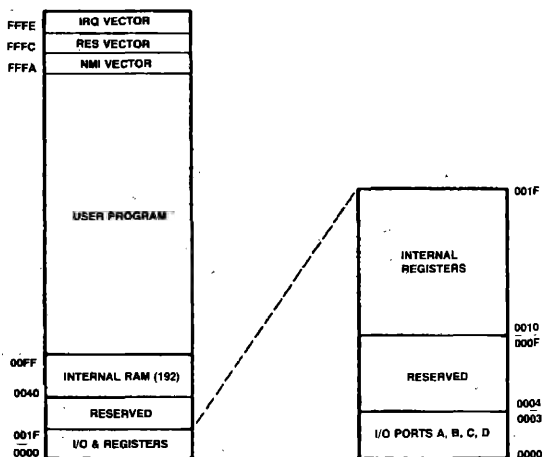 FFFE IRQ VECTOR
FFFC RES VECTOR
FFFA NMI VECTOR
USER PROGRAM
00FF
INTERNAL RAM (192)
0040
RESERVED
001F
I/O & REGISTERS
0000
001F
INTERNAL
REGISTERS
0010
000F
RESERVED
0004
0003
I/O PORTS A, B, C, D
0000